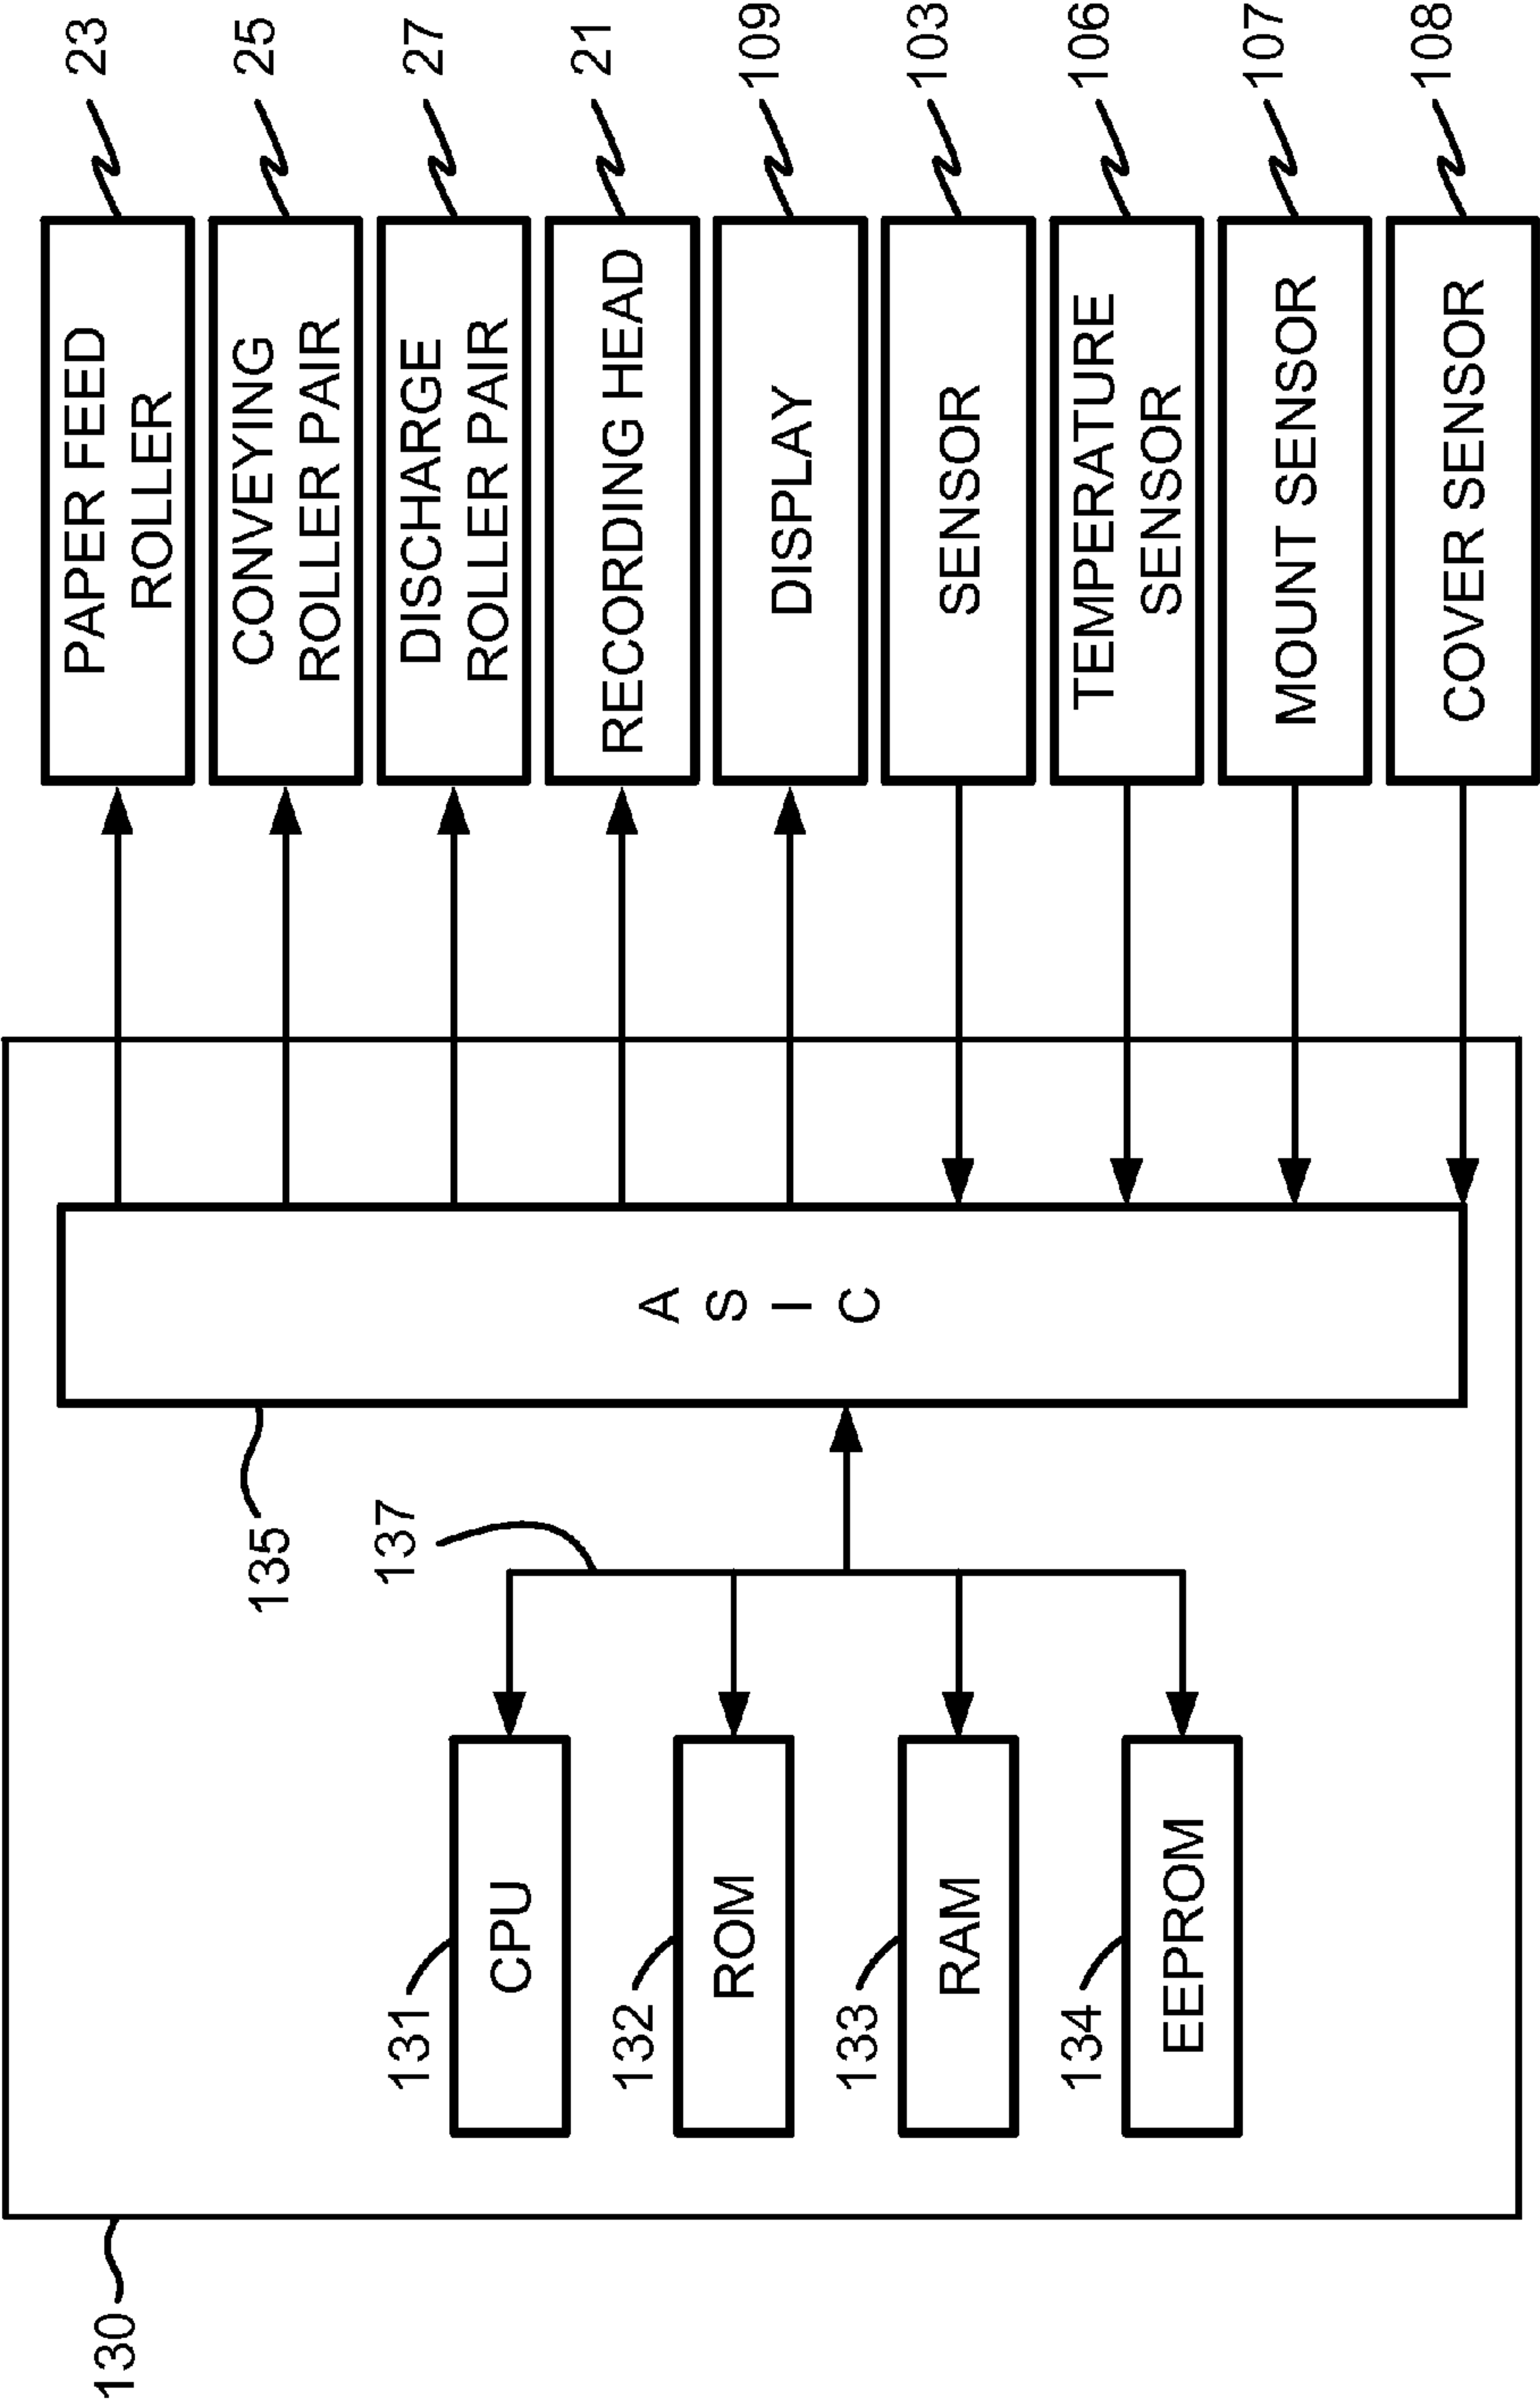 130
135
A
S
I
C
137
131
CPU
132
ROM
133
RAM
134
EEPROM
PAPER FEED
ROLLER
23
CONVEYING
ROLLER PAIR
25
DISCHARGE
ROLLER PAIR
27
RECORDING HEAD
21
DISPLAY
109
SENSOR
103
TEMPERATURE
SENSOR
106
MOUNT SENSOR
107
COVER SENSOR
108